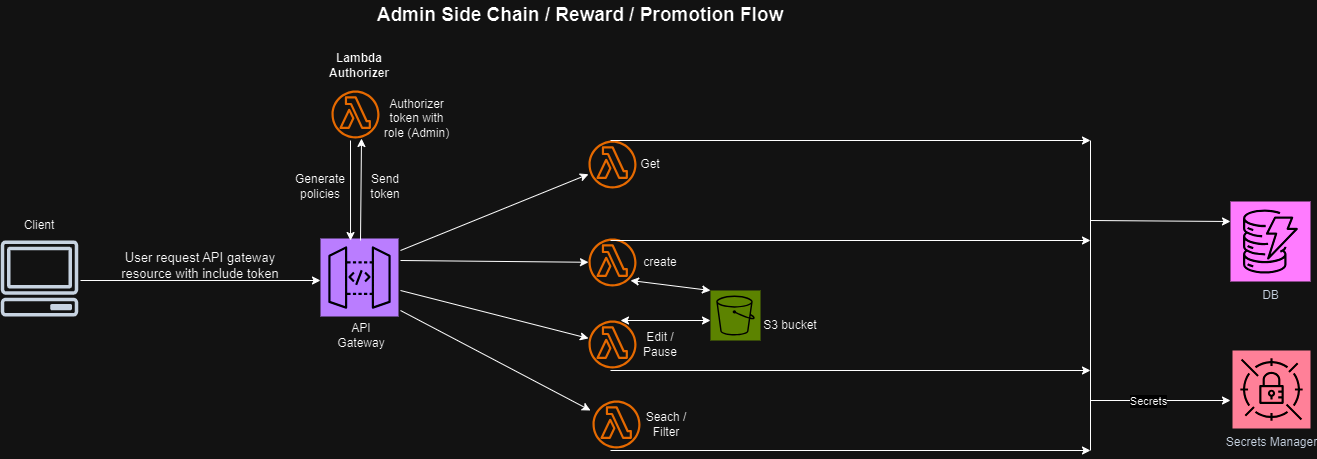 Admin Side Chain / Reward / Promotion Flow
Lambda
Authorizer
Authorizer
token with
role (Admin)
Generate
policies
Send
token
Client
User request API gateway
resource with include token
</>
API
Gateway
Get
create
S3 bucket
Edit /
Pause
Seach /
Filter
DB
Secrets
Secrets Manager